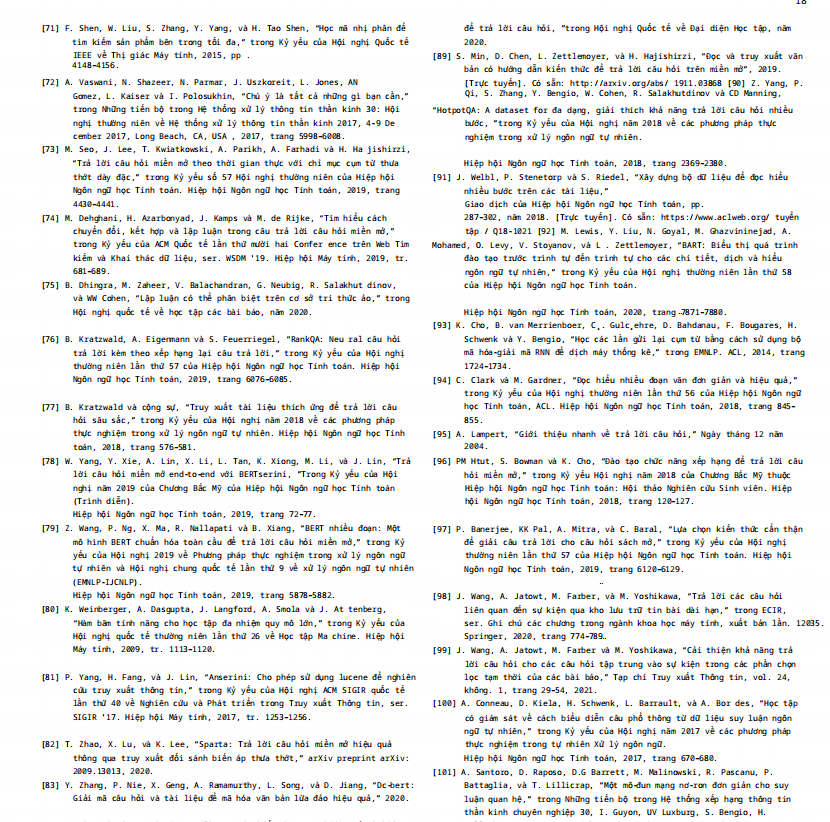 18
[71] F. Shen, W. Liu, S. Zhang, Y. Yang, và H. Tao Shen, “Học mã nhị phân để
tìm kiếm sản phẩm bên trong tối đa,” trong Kỷ yếu của Hội nghị Quốc tế
IEEE về Thị giác Máy tính, 2015, pp .
4148–4156.
[72] A. Vaswani, N. Shazeer, N. Parmar, J. Uszkoreit, L. Jones, AN
Gomez, L. Kaiser và I. Polosukhin, “Chú ý là tất cả những gì bạn cần,”
trong Những tiến bộ trong Hệ thống xử lý thông tin thần kinh 30: Hội
nghị thường niên về Hệ thống xử lý thông tin thần kinh 2017, 4-9 De
cember 2017, Long Beach, CA, USA , 2017, trang 5998–6008.
[73] M. Seo, J. Lee, T. Kwiatkowski, A. Parikh, A. Farhadi và H. Ha jishirzi,
“Trả lời câu hỏi miền mở theo thời gian thực với chỉ mục cụm từ thưa
thớt dày đặc,” trong Kỷ yếu số 57 Hội nghị thường niên của Hiệp hội
Ngôn ngữ học Tính toán. Hiệp hội Ngôn ngữ học Tính toán, 2019, trang
4430–4441.
[74] M. Dehghani, H. Azarbonyad, J. Kamps và M. de Rijke, “Tìm hiểu cách
chuyển đổi, kết hợp và lập luận trong câu trả lời câu hỏi miền mở,”
trong Kỷ yếu của ACM Quốc tế lần thứ mười hai Confer ence trên Web Tìm
kiếm và Khai thác dữ liệu, ser. WSDM '19. Hiệp hội Máy tính, 2019, tr.
681–689.
[75] B. Dhingra, M. Zaheer, V. Balachandran, G. Neubig, R. Salakhut dinov,
và WW Cohen, “Lập luận có thể phân biệt trên cơ sở tri thức ảo,” trong
Hội nghị quốc tế về học tập các bài báo, năm 2020.
[76] B. Kratzwald, A. Eigenmann và S. Feuerriegel, “RankQA: Neu ral câu hỏi
trả lời kèm theo xếp hạng lại câu trả lời,” trong Kỷ yếu của Hội nghị
thường niên lần thứ 57 của Hiệp hội Ngôn ngữ học Tính toán. Hiệp hội
Ngôn ngữ học Tính toán, 2019, trang 6076–6085.
[77] B. Kratzwald và cộng sự, “Truy xuất tài liệu thích ứng để trả lời câu
hỏi sâu sắc,” trong Kỷ yếu của Hội nghị năm 2018 về các phương pháp
thực nghiệm trong xử lý ngôn ngữ tự nhiên. Hiệp hội Ngôn ngữ học Tính
toán, 2018, trang 576–581.
[78] W. Yang, Y. Xie, A. Lin, X. Li, L. Tan, K. Xiong, M. Li, và J. Lin, “Trả
lời câu hỏi miền mở end-to-end với BERTserini, “Trong Kỷ yếu của Hội
nghị năm 2019 của Chương Bắc Mỹ của Hiệp hội Ngôn ngữ học Tính toán
(Trình diễn).
Hiệp hội Ngôn ngữ học Tính toán, 2019, trang 72–77.
[79] Z. Wang, P. Ng, X. Ma, R. Nallapati và B. Xiang, “BERT nhiều đoạn: Một
mô hình BERT chuẩn hóa toàn cầu để trả lời câu hỏi miền mở,” trong Kỷ
yếu của Hội nghị 2019 về Phương pháp thực nghiệm trong xử lý ngôn ngữ
tự nhiên và Hội nghị chung quốc tế lần thứ 9 về xử lý ngôn ngữ tự nhiên
(EMNLP-IJCNLP).
Hiệp hội Ngôn ngữ học Tính toán, 2019, trang 5878–5882.
[80] K. Weinberger, A. Dasgupta, J. Langford, A. Smola và J. At tenberg,
“Hàm băm tính năng cho học tập đa nhiệm quy mô lớn,” trong Kỷ yếu của
Hội nghị quốc tế thường niên lần thứ 26 về Học tập Ma chine. Hiệp hội
Máy tính, 2009, tr. 1113–1120.
[81] P. Yang, H. Fang, và J. Lin, “Anserini: Cho phép sử dụng lucene để nghiên
cứu truy xuất thông tin,” trong Kỷ yếu của Hội nghị ACM SIGIR quốc tế
lần thứ 40 về Nghiên cứu và Phát triển trong Truy xuất Thông tin, ser.
SIGIR '17. Hiệp hội Máy tính, 2017, tr. 1253–1256.
[82] T. Zhao, X. Lu, và K. Lee, “Sparta: Trả lời câu hỏi miền mở hiệu quả
thông qua truy xuất đối sánh biến áp thưa thớt,” arXiv preprint arXiv:
2009.13013, 2020.
[83] Y. Zhang, P. Nie, X. Geng, A. Ramamurthy, L. Song, và D. Jiang, “Dc-bert:
Giải mã câu hỏi và tài liệu để mã hóa văn bản lừa đảo hiệu quả,” 2020.
để trả lời câu hỏi, “trong Hội nghị Quốc tế về Đại diện Học tập, năm
2020.
[89] S. Min, D. Chen, L. Zettlemoyer, và H. Hajishirzi, “Đọc và truy xuất văn
bản có hướng dẫn kiến thức để trả lời câu hỏi trên miền mở”, 2019.
[Trực tuyến]. Có sẵn: http://arxiv.org/abs/ 1911.03868 [90] Z. Yang, P.
Qi, S. Zhang, Y. Bengio, W. Cohen, R. Salakhutdinov và CD Manning,
“HotpotQA: A dataset for đa dạng, giải thích khả năng trả lời câu hỏi nhiều
bước, “trong Kỷ yếu của Hội nghị năm 2018 về các phương pháp thực
nghiệm trong xử lý ngôn ngữ tự nhiên.
Hiệp hội Ngôn ngữ học Tính toán, 2018, trang 2369–2380.
[91] J. Welbl, P. Stenetorp và S. Riedel, “Xây dựng bộ dữ liệu để đọc hiểu
nhiều bước trên các tài liệu,”
Giao dịch của Hiệp hội Ngôn ngữ học Tính toán, pp.
287–302, năm 2018. [Trực tuyến]. Có sẵn: https://www.aclweb.org/ tuyển
tập / Q18-1021 [92] M. Lewis, Y. Liu, N. Goyal, M. Ghazvininejad, A.
Mohamed, O. Levy, V. Stoyanov, và L . Zettlemoyer, “BART: Biểu thị quá trình
đào tạo trước trình tự đến trình tự cho các chi tiết, dịch và hiểu
ngôn ngữ tự nhiên,” trong Kỷ yếu của Hội nghị thường niên lần thứ 58
của Hiệp hội Ngôn ngữ học Tính toán.
Hiệp hội Ngôn ngữ học Tính toán, 2020, trang 7871–7880.
[93] K. Cho, B. van Merrienboer, C¸. Gulc¸ehre, D. Bahdanau, F. Bougares, H.
Schwenk và Y. Bengio, “Học các lần gửi lại cụm từ bằng cách sử dụng bộ
mã hóa-giải mã RNN để dịch máy thống kê,” trong EMNLP. ACL, 2014, trang
1724–1734.
[94] C. Clark và M. Gardner, “Đọc hiểu nhiều đoạn văn đơn giản và hiệu quả,”
trong Kỷ yếu của Hội nghị thường niên lần thứ 56 của Hiệp hội Ngôn ngữ
học Tính toán, ACL. Hiệp hội Ngôn ngữ học Tính toán, 2018, trang 845–
855.
[95] A. Lampert, “Giới thiệu nhanh về trả lời câu hỏi,” Ngày tháng 12 năm
2004.
[96] PM Htut, S. Bowman và K. Cho, “Đào tạo chức năng xếp hạng để trả lời câu
hỏi miền mở,” trong Kỷ yếu Hội nghị năm 2018 của Chương Bắc Mỹ thuộc
Hiệp hội Ngôn ngữ học Tính toán: Hội thảo Nghiên cứu Sinh viên. Hiệp
hội Ngôn ngữ học Tính toán, 2018, trang 120–127.
[97] P. Banerjee, KK Pal, A. Mitra, và C. Baral, “Lựa chọn kiến thức cẩn thận
để giải câu trả lời cho câu hỏi sách mở,” trong Kỷ yếu của Hội nghị
thường niên lần thứ 57 của Hiệp hội Ngôn ngữ học Tính toán. Hiệp hội
Ngôn ngữ học Tính toán, 2019, trang 6120–6129.
[98] J. Wang, A. Jatowt, M. Farber, và M. Yoshikawa, “Trả lời các câu hỏi
liên quan đến sự kiện qua kho lưu trữ tin bài dài hạn,” trong ECIR,
ser. Ghi chú các chương trong ngành khoa học máy tính, xuất bản lần. 12035.
Springer, 2020, trang 774–789.
[99] J. Wang, A. Jatowt, M. Farber và M. Yoshikawa, “Cải thiện khả năng trả
lời câu hỏi cho các câu hỏi tập trung vào sự kiện trong các phần chọn
lọc tạm thời của các bài báo,” Tạp chí Truy xuất Thông tin, vol. 24,
không. 1, trang 29–54, 2021.
[100] A. Conneau, D. Kiela, H. Schwenk, L. Barrault, và A. Bor des, “Học tập
có giám sát về cách biểu diễn câu phổ thông từ dữ liệu suy luận ngôn
ngữ tự nhiên,” trong Kỷ yếu của Hội nghị năm 2017 về các phương pháp
thực nghiệm trong tự nhiên Xử lý ngôn ngữ.
Hiệp hội Ngôn ngữ học Tính toán, 2017, trang 670–680.
[101] A. Santoro, D. Raposo, D.G Barrett, M. Malinowski, R. Pascanu, P.
Battaglia, và T. Lillicrap, “Một mô-đun mạng nơ-ron đơn giản cho suy
luận quan hệ,” trong Những tiến bộ trong Hệ thống xếp hạng thông tin
thần kinh chuyên nghiệp 30, I. Guyon, UV Luxburg, S. Bengio, H.